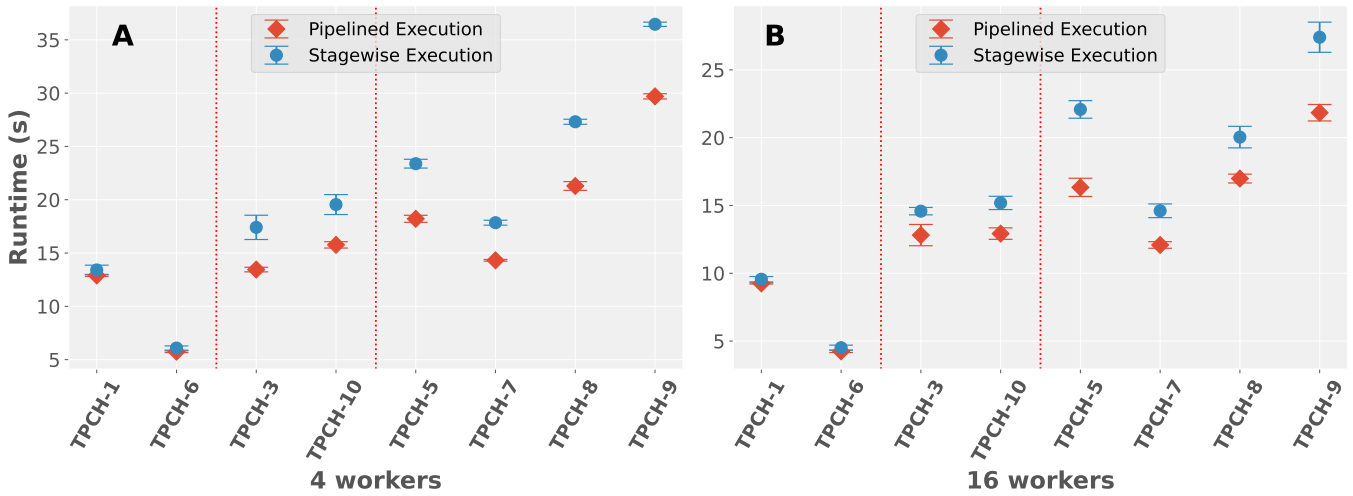 A
Pipelined Execution
Stagewise Execution
Runtime (s)
35
30
25
20
15
10
5
TPCH-1
TPCH-6
TPCH-3
TPCH-10
TPCH-5
TPCH-7
TPCH-8
TPCH-9
4 workers
B
Pipelined Execution
Stagewise Execution
25
20
15
10
5
TPCH-1
TPCH-6
TPCH-3
TPCH-10
TPCH-5
TPCH-7
TPCH-8
TPCH-9
16 workers